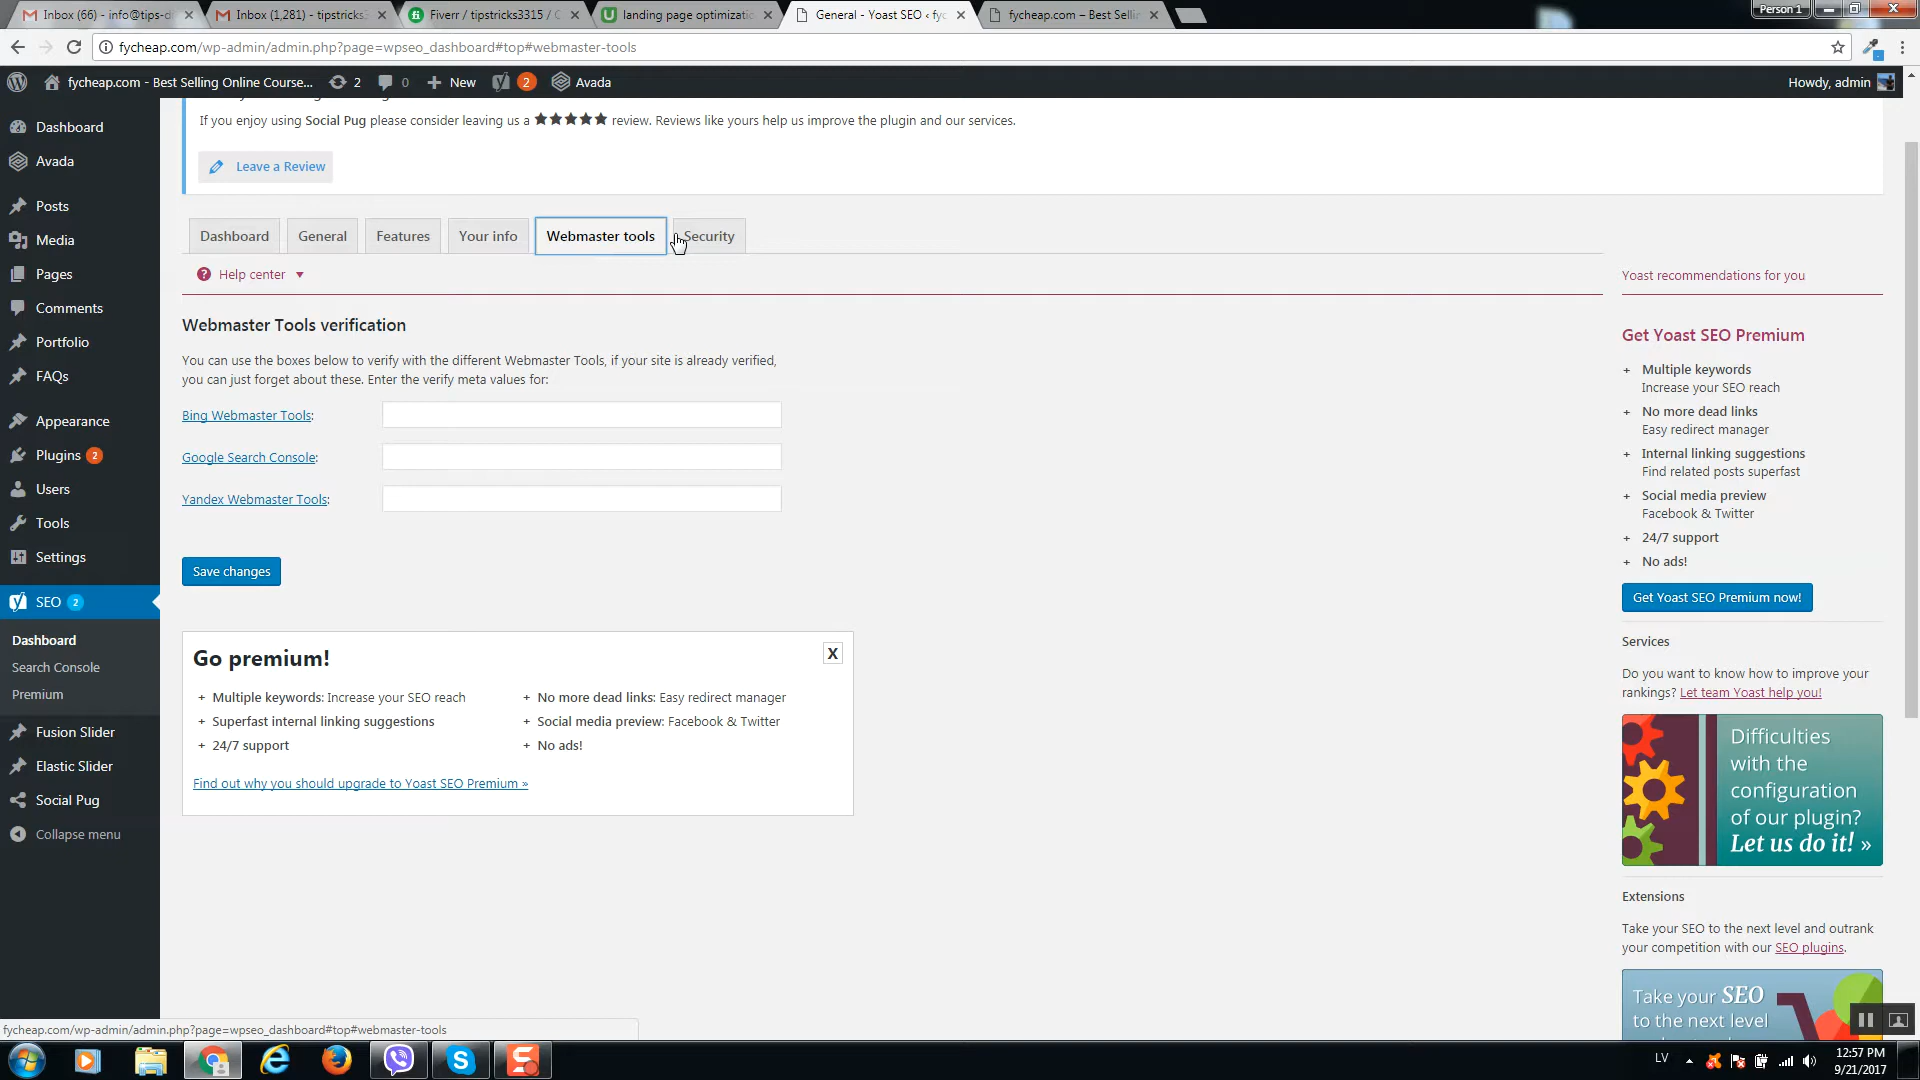 Inbox (66) - info@tips-d
Inbox (1,281) - tipstricks3
Fiverr / tipstricks3315 / C
landing page optimizatic
General - Yoast SEO ‹ fyc
fycheap.com – Best Sellin
Person 1
fycheap.com/wp-admin/admin.php?page=wpseo_dashboard#top#webmaster-tools
fycheap.com - Best Selling Online Course...
2
0
New
2
Avada
Howdy, admin
If you enjoy using Social Pug please consider leaving us a ★★★★★ review. Reviews like yours help us improve the plugin and our services.
Leave a Review
Dashboard
Avada
Posts
Media
Pages
Comments
Portfolio
FAQs
Appearance
Plugins 2
Users
Tools
Settings
SEO 2
Dashboard
Search Console
Premium
Fusion Slider
Elastic Slider
Social Pug
Collapse menu
Dashboard
General
Features
Your info
Webmaster tools
Security
Help center
Webmaster Tools verification
You can use the boxes below to verify with the different Webmaster Tools, if your site is already verified,
you can just forget about these. Enter the verify meta values for:
Bing Webmaster Tools:
Google Search Console:
Yandex Webmaster Tools:
Save changes
Go premium!
X
+ Multiple keywords: Increase your SEO reach
+ Superfast internal linking suggestions
+ 24/7 support
+ No more dead links: Easy redirect manager
+ Social media preview: Facebook & Twitter
+ No ads!
Find out why you should upgrade to Yoast SEO Premium »
Yoast recommendations for you
Get Yoast SEO Premium
+ Multiple keywords
Increase your SEO reach
+ No more dead links
Easy redirect manager
+ Internal linking suggestions
Find related posts superfast
+ Social media preview
Facebook & Twitter
+ 24/7 support
+ No ads!
Get Yoast SEO Premium now!
Services
Do you want to know how to improve your
rankings? Let team Yoast help you!
Difficulties
with the
configuration
of our plugin?
Let us do it! »
Extensions
Take your SEO to the next level and outrank
your competition with our SEO plugins.
Take your SEO
to the next level
fycheap.com/wp-admin/admin.php?page=wpseo_dashboard#top#webmaster-tools
LV
12:57 PM
9/21/2017